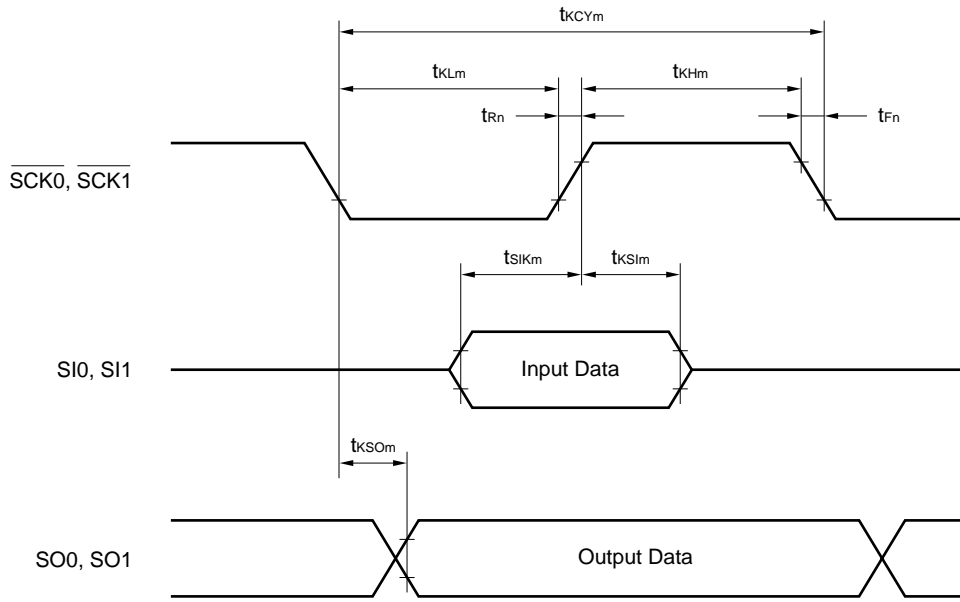 tKCYm
tKLm
tKHm
tRn
tFn
SCK0, SCK1
tSIKm
tKSIm
SI0, SI1
Input Data
tKSOm
SO0, SO1
Output Data